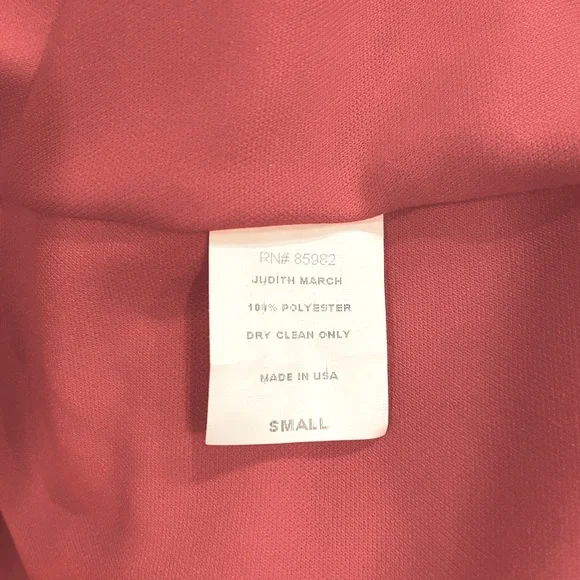 RN# 85982
JUDITH MARCH
100% POLYESTER
DRY CLEAN ONLY
MADE IN USA
SMALL